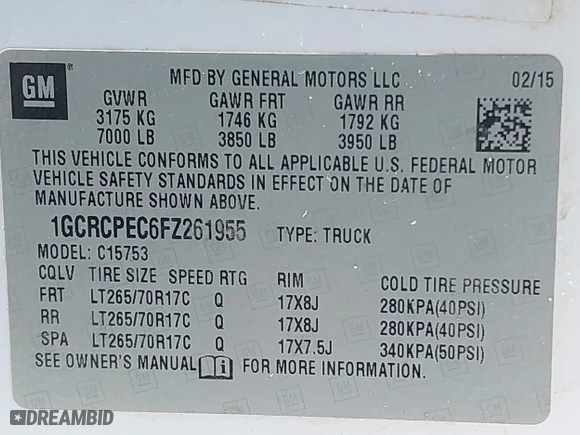 GM
MFD BY GENERAL MOTORS LLC 02/15
GVWR GAWR FRT GAWR RR
3175 KG 1746 KG 1792 KG
7000 LB 3850 LB 3950 LB
THIS VEHICLE CONFORMS TO ALL APPLICABLE U.S. FEDERAL MOTOR
VEHICLE SAFETY STANDARDS IN EFFECT ON THE DATE OF
MANUFACTURE SHOWN ABOVE.
1GCRCPEC6FZ261955 TYPE: TRUCK
MODEL: C15753
CQLV TIRE SIZE SPEED RTG RIM COLD TIRE PRESSURE
FRT LT265/70R17C Q 17X8J 280KPA(40PSI)
RR LT265/70R17C Q 17X8J 280KPA(40PSI)
SPA LT265/70R17C Q 17X7.5J 340KPA(50PSI)
SEE OWNER'S MANUAL FOR MORE INFORMATION.
DREAMBID